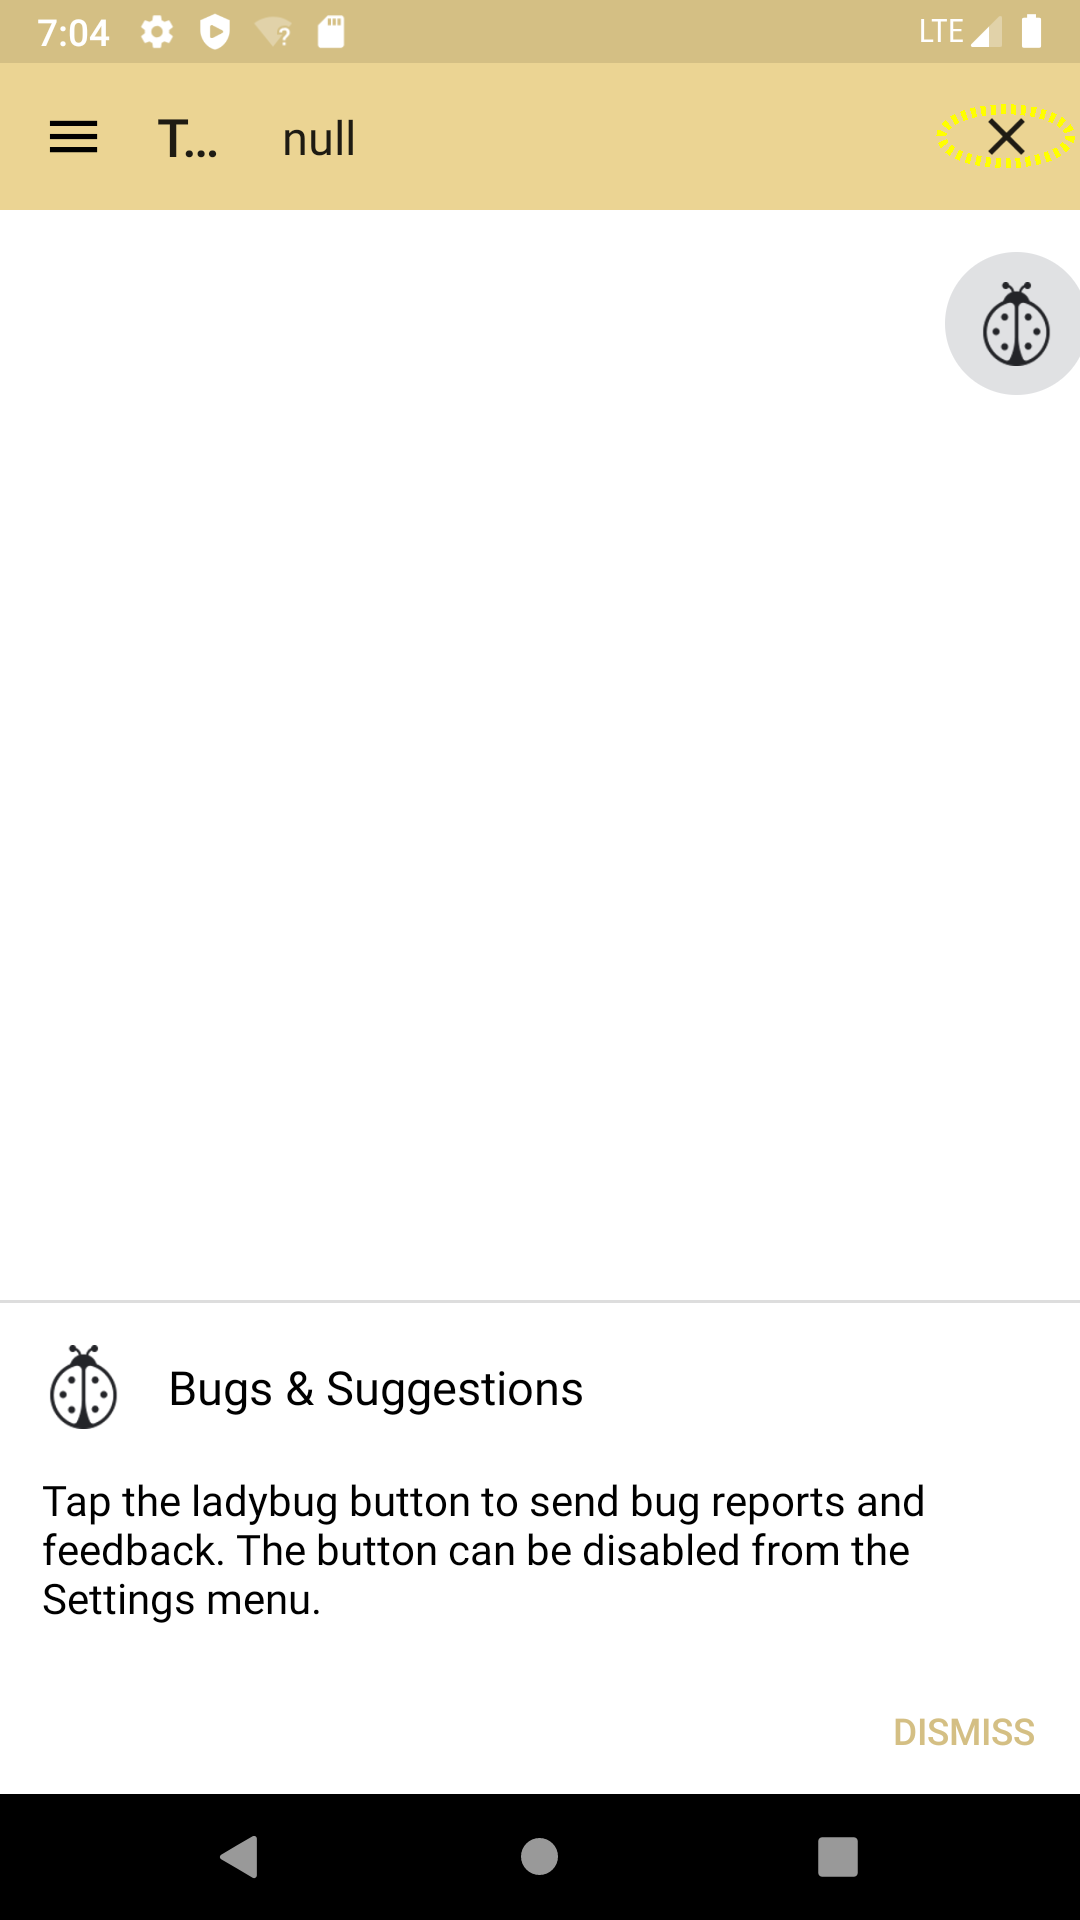 7:04
LTE
T...
null
Bugs & Suggestions
Tap the ladybug button to send bug reports and
feedback. The button can be disabled from the
Settings menu.
DISMISS